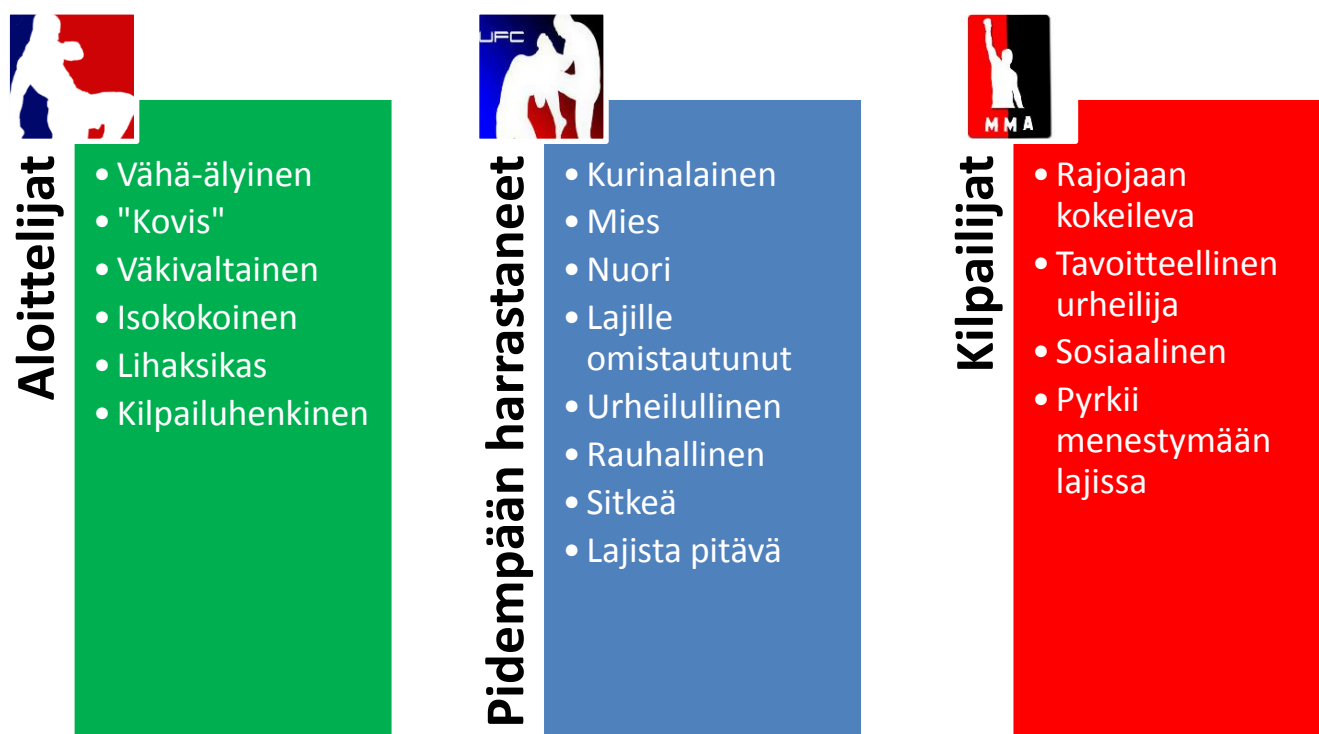 Aloittelijat
• Vähä-älyinen
• "Kovis"
• Väkivaltainen
• Isokokoinen
• Lihaksikas
• Kilpailuhenkinen
UFC
Pidempään harrastaneet
• Kurinalainen
• Mies
• Nuori
• Lajille
omistautunut
• Urheilullinen
• Rauhallinen
• Sitkeä
• Lajista pitävä
MMA
Kilpailijat
• Rajojaan
kokeileva
• Tavoitteellinen
urheilija
• Sosiaalinen
• Pyrkii
menestymään
lajissa